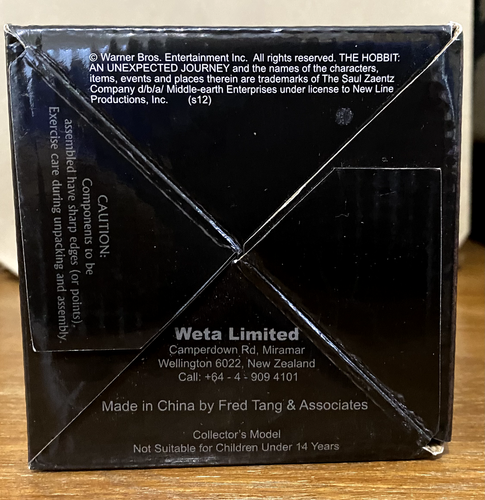 © Warner Bros. Entertainment Inc. All rights reserved. THE HOBBIT:
AN UNEXPECTED JOURNEY and the names of the characters,
items, events and places therein are trademarks of The Saul Zaentz
Company d/b/a/ Middle-earth Enterprises under license to New Line
Productions, Inc. (s12)
CAUTION:
Components to be
assembled have sharp edges (or points),
Exercise care during unpacking and assembly.
Weta Limited
Camperdown Rd, Miramar
Wellington 6022, New Zealand
Call: +64 - 4 - 909 4101
Made in China by Fred Tang & Associates
Collector's Model
Not Suitable for Children Under 14 Years